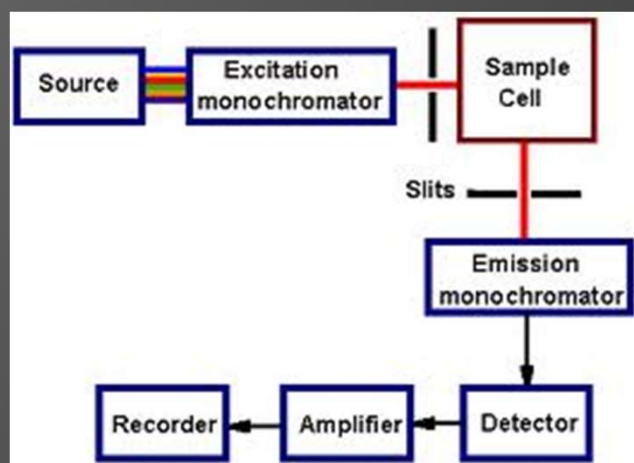 Source
Excitation
monochromator
Sample
Cell
Slits
Emission
monochromator
Recorder
Amplifier
Detector